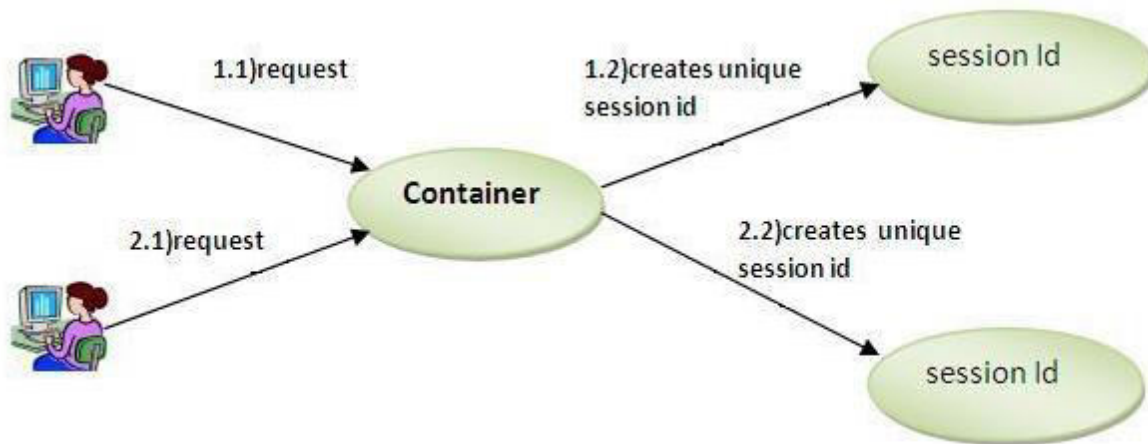 1.1)request
1.2)creates unique
session id
session Id
Container
2.1)request
2.2)creates unique
session id
session Id